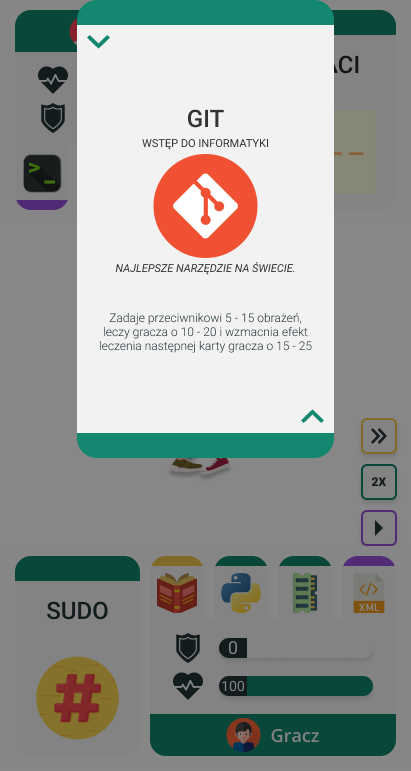 ACI
GIT
WSTĘP DO INFORMATYKI
NAJLEPSZE NARZĘDZIE NA ŚWIECIE.
Zadaje przeciwnikowi 5 - 15 obrażeń,
leczy gracza o 10 - 20 i wzmacnia efekt
leczenia następnej karty gracza o 15 - 25
2X
SUDO
#
XML
0
100
Gracz